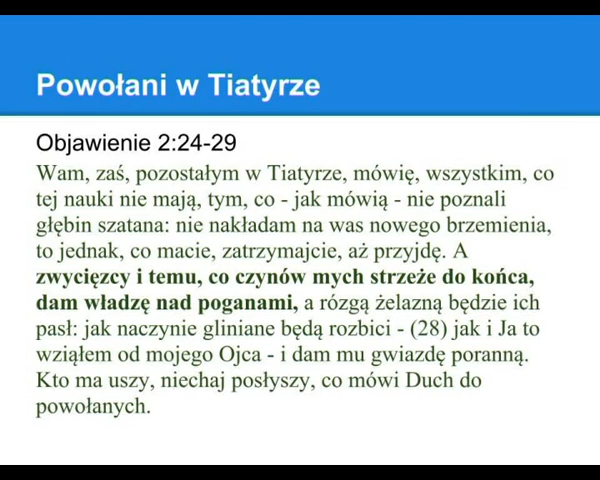 Powołani w Tiatyrze
Objawienie 2:24-29
Wam, zaś, pozostałym w Tiatyrze, mówię, wszystkim, co
tej nauki nie mają, tym, co - jak mówią - nie poznali
głębin szatana: nie nakładam na was nowego brzemienia,
to jednak, co macie, zatrzymajcie, aż przyjdę. A
zwycięzcy i temu, co czynów mych strzeże do końca,
dam władzę nad poganami, a rózgą żelazną będzie ich
pasł: jak naczynie gliniane będą rozbici - (28) jak i Ja to
wziąłem od mojego Ojca - i dam mu gwiazdę poranną.
Kto ma uszy, niechaj posłyszy, co mówi Duch do
powołanych.